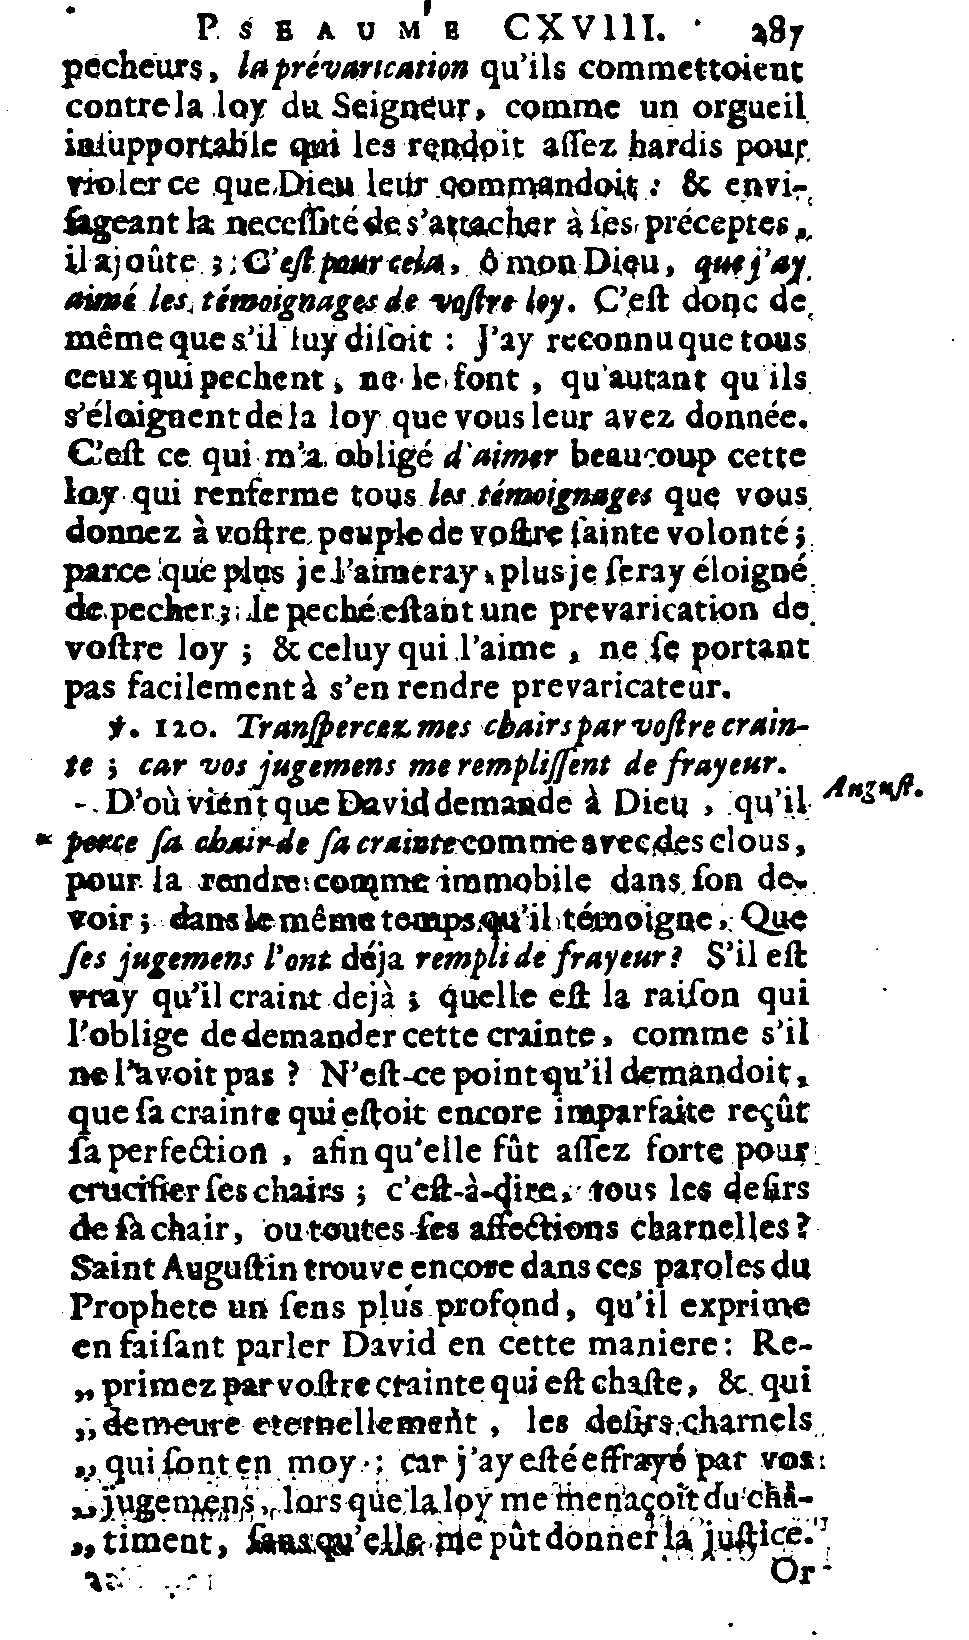 PSEAUME CXVIII. 287
pecheurs, la prévarication qu'ils commettoient
contre la loy du Seigneur, comme un orgueil
insupportable qui les rendoit aſſez hardis pour
violer ce que Dieu leur commandoit : & envi-
ſageant la neceſſité de s'attacher à ſes préceptes,
il ajoûte ; C'eſt pour cela, ô mon Dieu, que j'ay
aimé les témoignages de voſtre loy. C'eſt donc de
même que s'il luy diſoit : J'ay reconnu que tous
ceux qui pechent, ne le font, qu'autant qu'ils
s'éloignent de la loy que vous leur avez donnée.
C'eſt ce qui m'a obligé d'aimer beaucoup cette
loy qui renferme tous les témoignages que vous
donnez à voſtre peuple de voſtre ſainte volonté ;
parce que plus je l'aimeray, plus je ſeray éloigné
de pecher ; le peché eſtant une prevarication de
voſtre loy ; & celuy qui l'aime, ne ſe portant
pas facilement à s'en rendre prevaricateur.
℣. 120. Tranſpercez mes chairs par voſtre crain-
te ; car vos jugemens me rempliſſent de frayeur.
D'où vient que David demande à Dieu, qu'il
Auguſt.
perce ſa chair de ſa crainte comme avec des clous,
pour la rendre comme immobile dans ſon de-
voir ; dans le même temps qu'il témoigne, Que
ſes jugemens l'ont déja rempli de frayeur ? S'il eſt
vray qu'il craint dejà ; quelle eſt la raiſon qui
l'oblige de demander cette crainte, comme s'il
ne l'avoit pas ? N'eſt-ce point qu'il demandoit,
que ſa crainte qui eſtoit encore imparfaite reçût
ſa perfection, afin qu'elle fût aſſez forte pour
crucifier ſes chairs ; c'eſt-à-dire, tous les deſirs
de ſa chair, ou toutes ſes affections charnelles ?
Saint Auguſtin trouve encore dans ces paroles du
Prophete un ſens plus profond, qu'il exprime
en faiſant parler David en cette maniere : Re-
„ primez par voſtre crainte qui eſt chaſte, & qui
„ demeure eternellement, les deſirs charnels
„ qui ſont en moy ; car j'ay eſté effrayé par vos
„ jugemens, lors que la loy me menaçoit du châ-
„ timent, ſans qu'elle me pût donner la juſtice."
Or